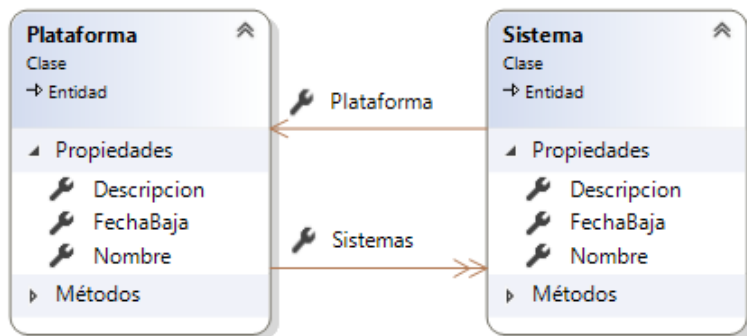 Plataforma
Clase
Entidad
Propiedades
Descripcion
FechaBaja
Nombre
Métodos
Plataforma
Sistemas
Sistema
Clase
Entidad
Propiedades
Descripcion
FechaBaja
Nombre
Métodos